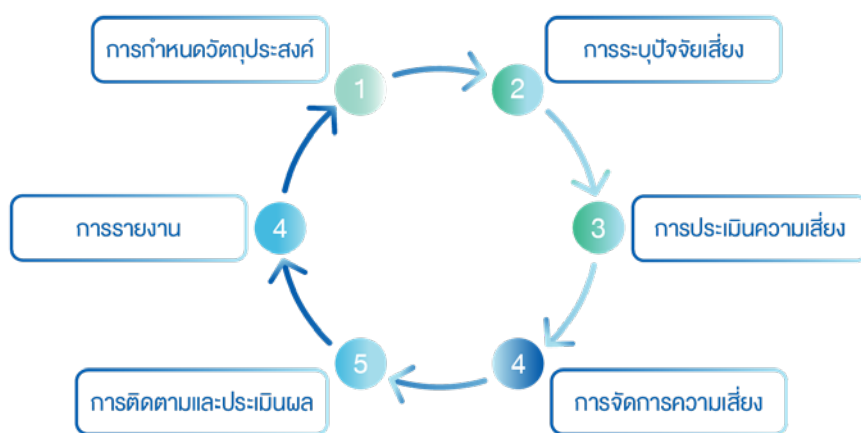 การกำหนดวัตถุประสงค์
1
2
การระบุปัจจัยเสี่ยง
3
การประเมินความเสี่ยง
4
การจัดการความเสี่ยง
5
การติดตามและประเมินผล
4
การรายงาน